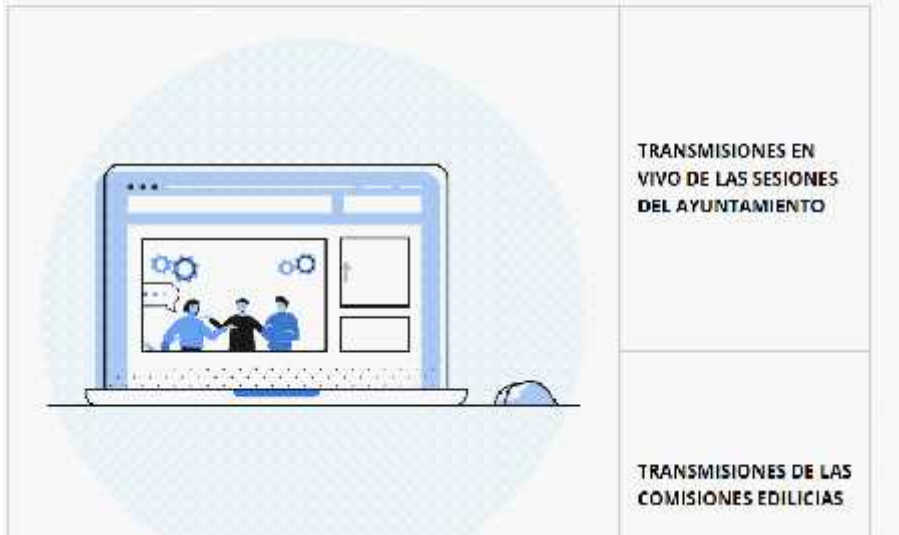 TRANSMISIONES EN
VIVO DE LAS SESIONES
DEL AYUNTAMIENTO
TRANSMISIONES DE LAS
COMISIONES EDILICIAS